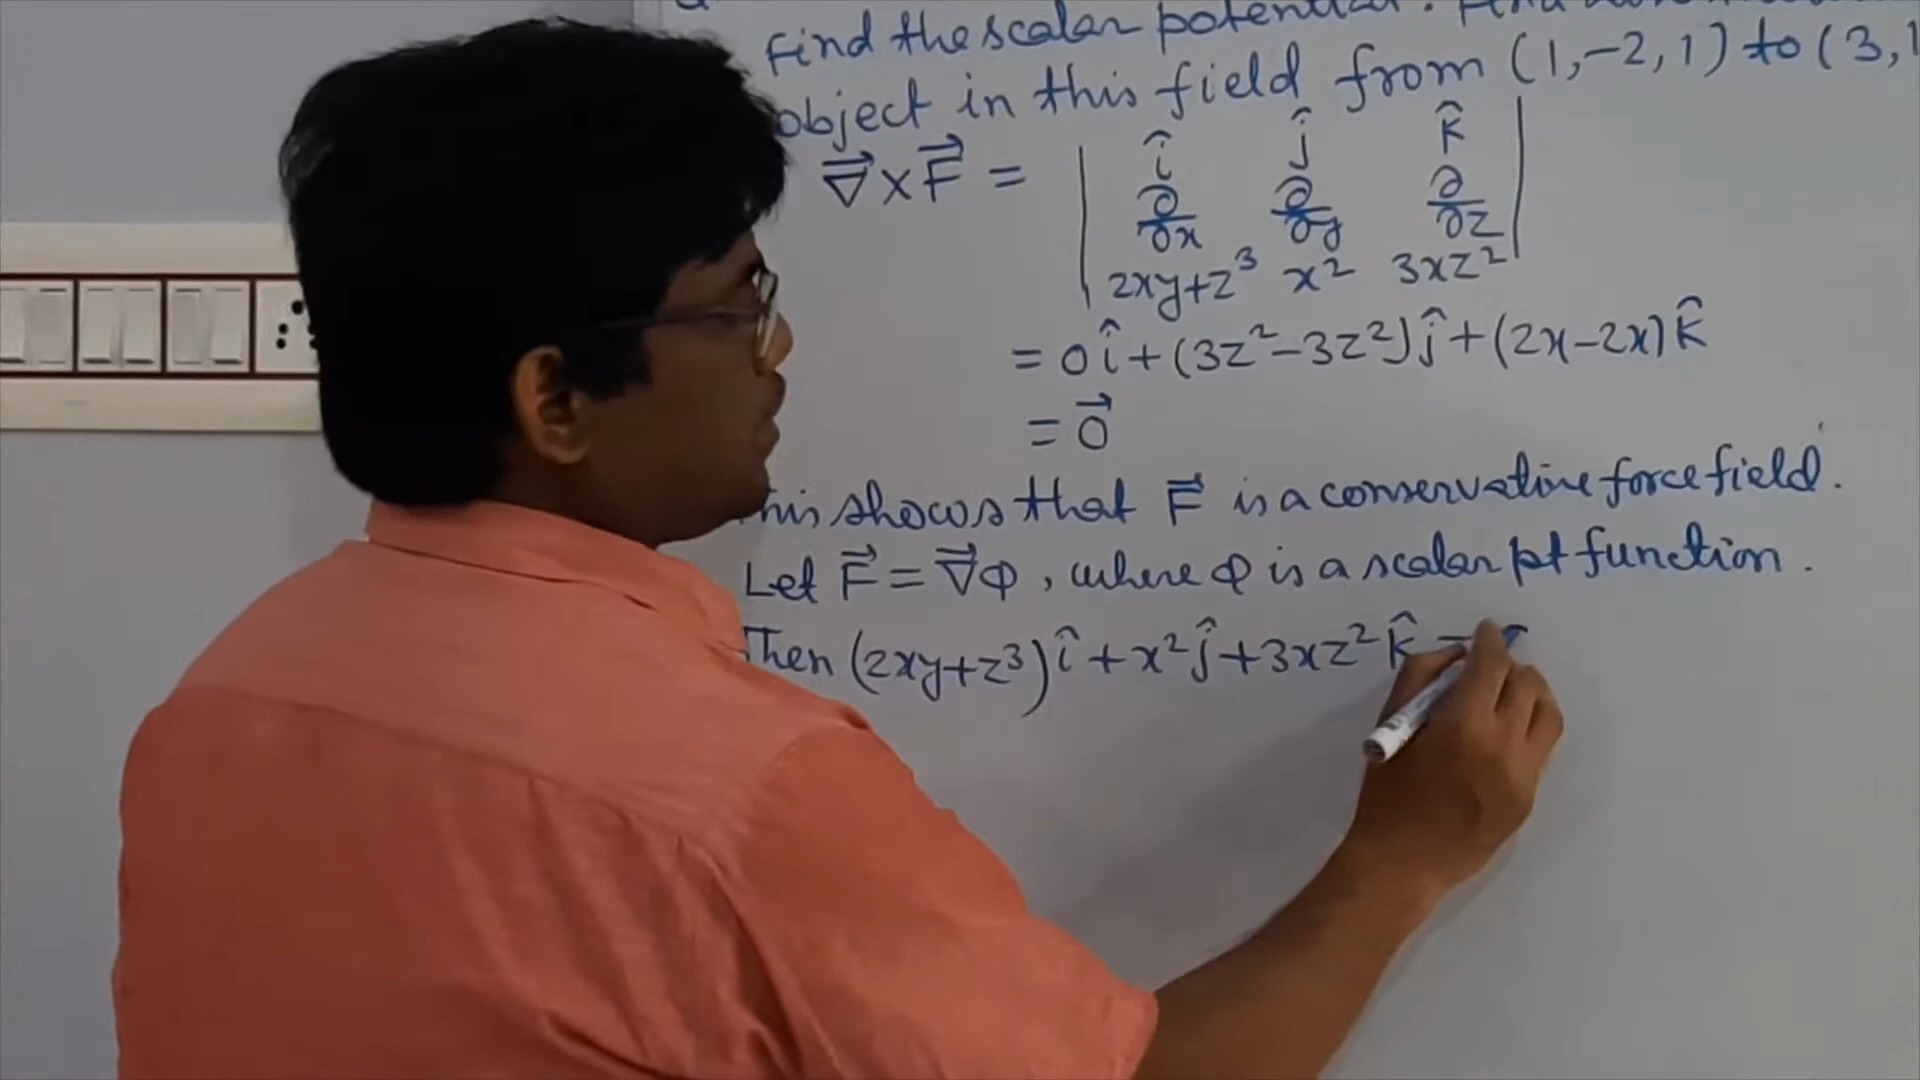 Find the scalar potential. Find
object in this field from (1,-2,1) to (3,1
∇⃗×F⃗ = | î ĵ k̂
∂/∂x ∂/∂y ∂/∂z
2xy+z³ x² 3xz² |
= 0î+(3z²-3z²)ĵ+(2x-2x)k̂
= 0⃗
This shows that F⃗ is a conservative force field.
Let F⃗ = ∇⃗φ, where φ is a scalar pt function.
Then (2xy+z³)î+x²ĵ+3xz²k̂ =